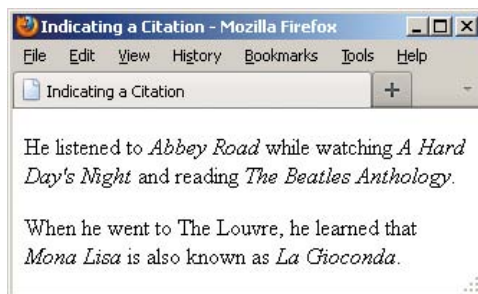 Indicating a Citation - Mozilla Firefox
File Edit View History Bookmarks Tools Help
Indicating a Citation
He listened to Abbey Road while watching A Hard
Day's Night and reading The Beatles Anthology.
When he went to The Louvre, he learned that
Mona Lisa is also known as La Gioconda.